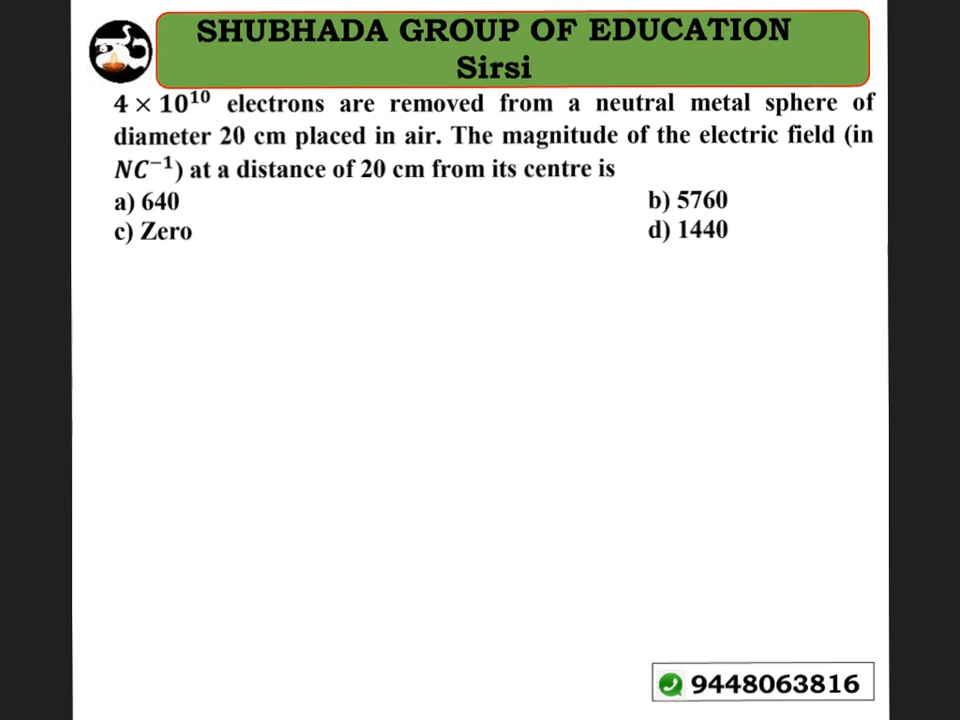 SHUBHADA GROUP OF EDUCATION
Sirsi
4 × 10¹⁰ electrons are removed from a neutral metal sphere of
diameter 20 cm placed in air. The magnitude of the electric field (in
NC⁻¹) at a distance of 20 cm from its centre is
a) 640 b) 5760
c) Zero d) 1440
9448063816